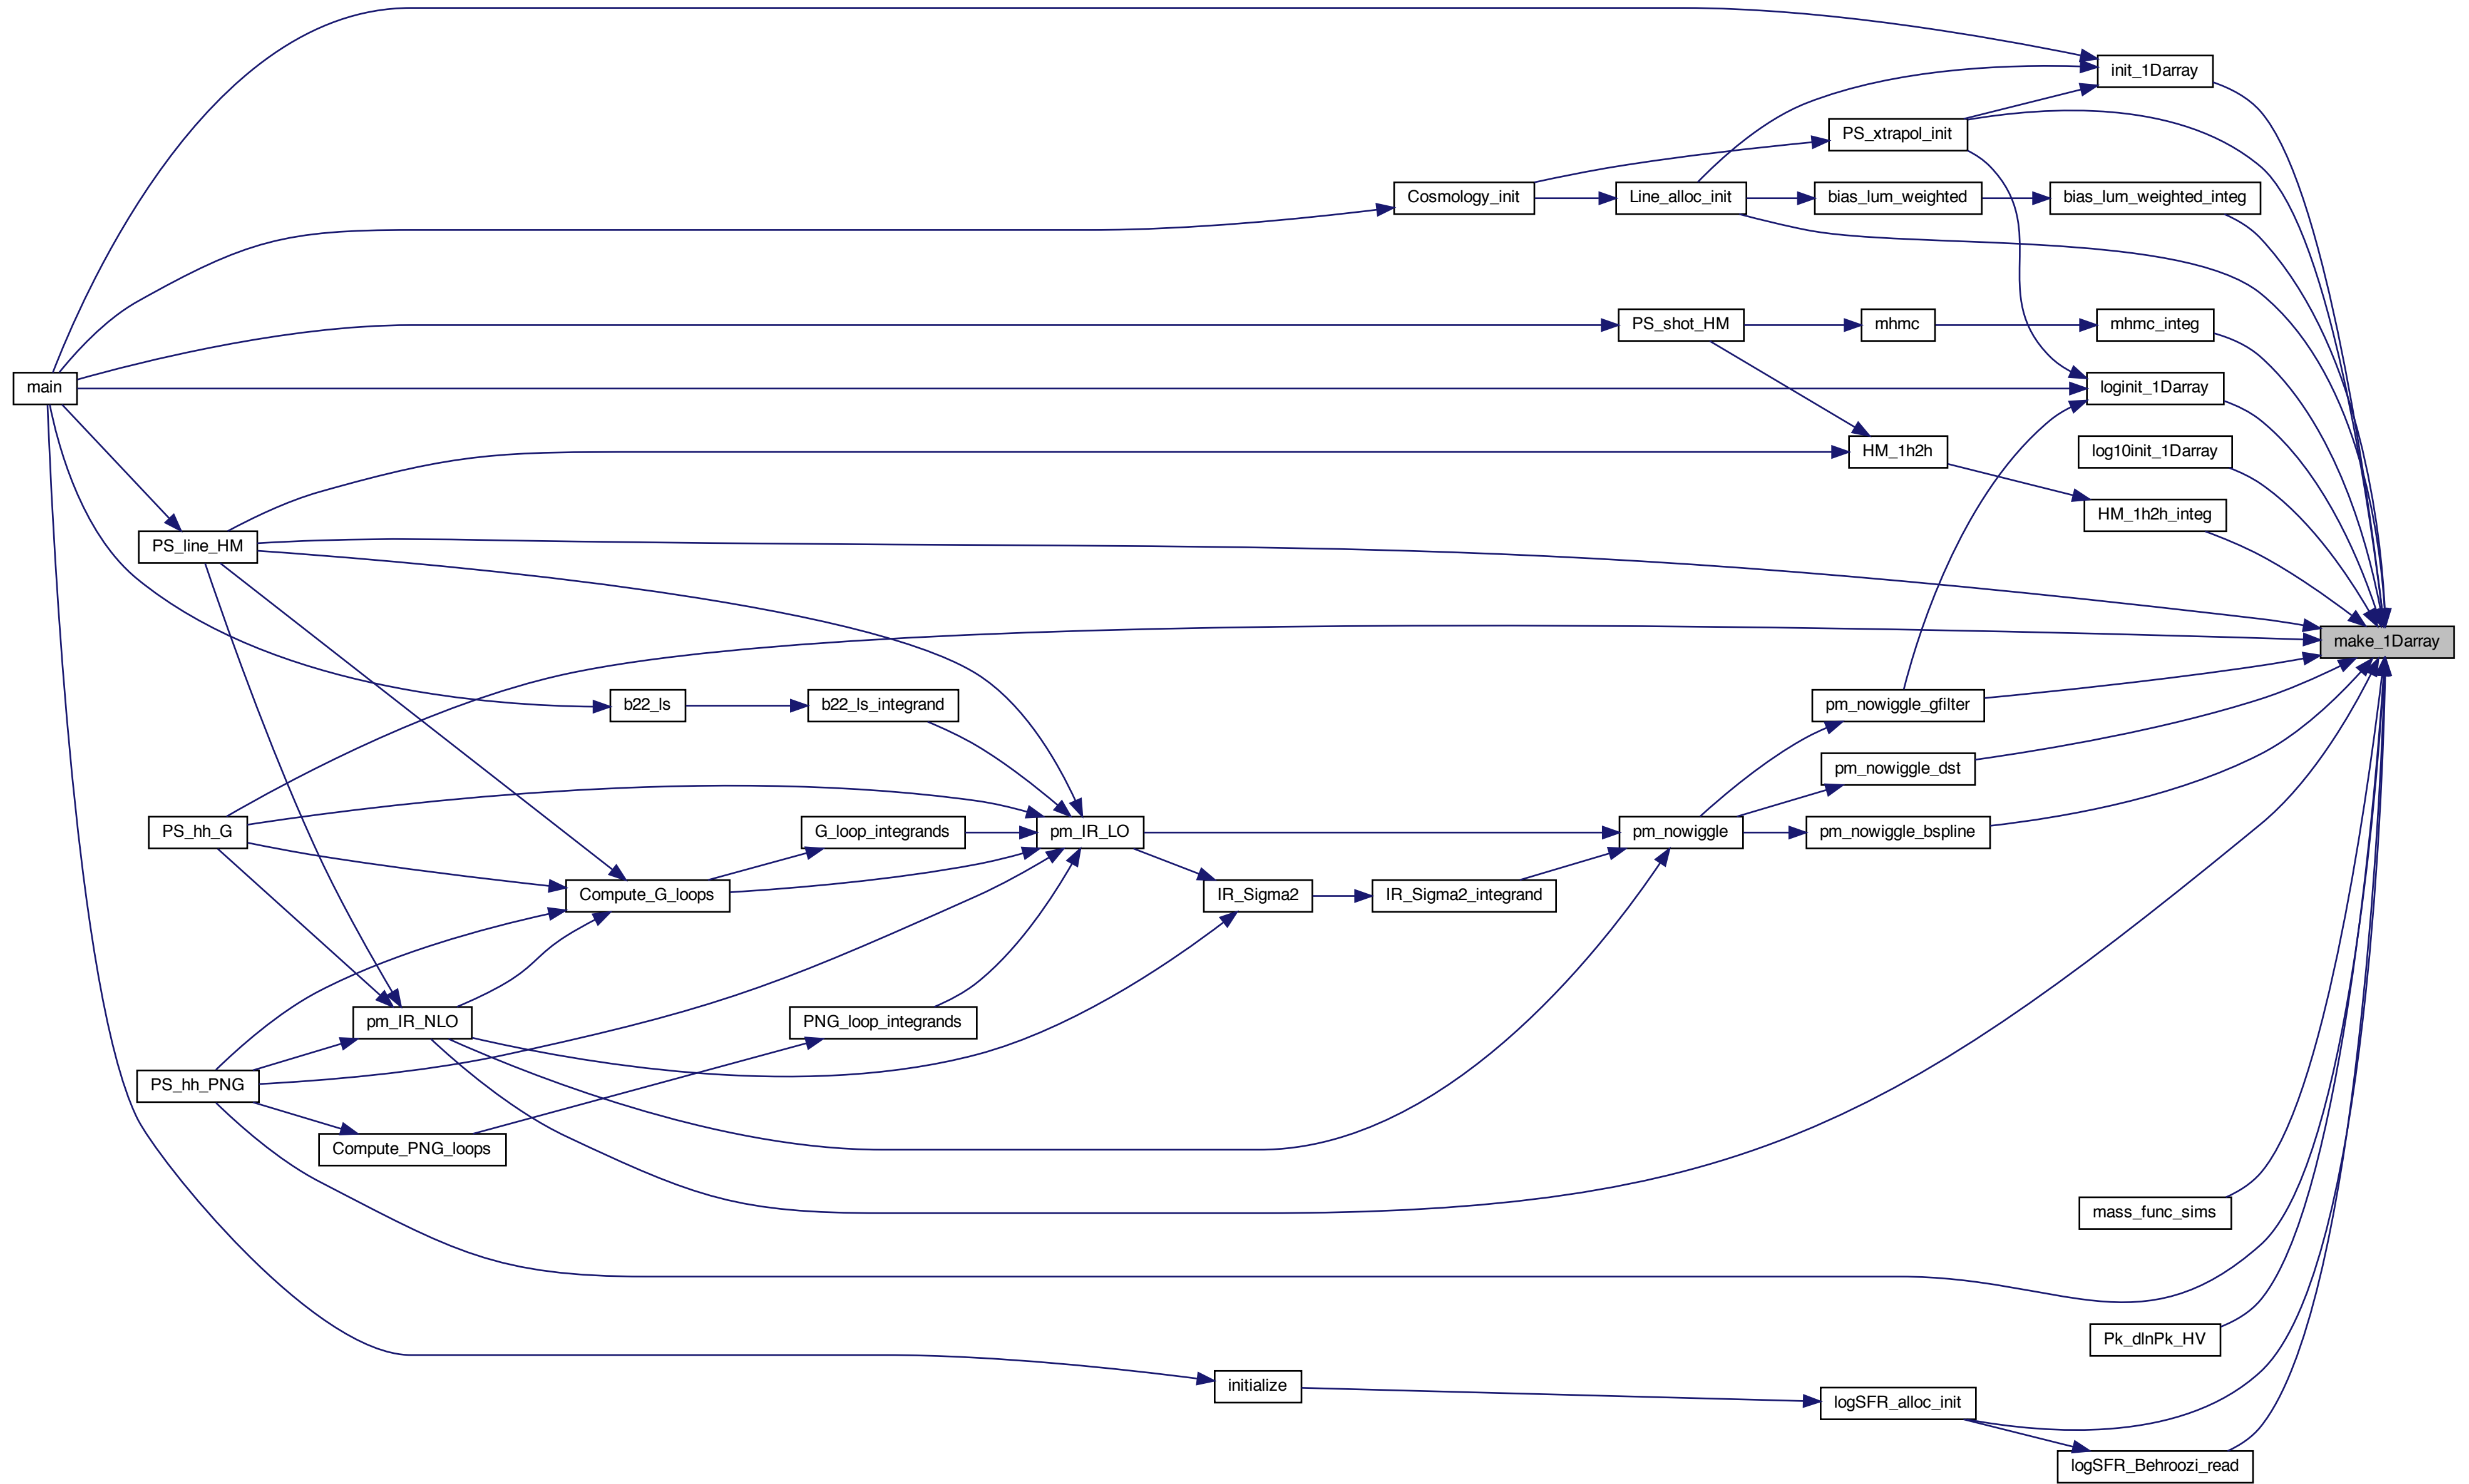 init_1Darray
PS_xtrapol_init
Cosmology_init
Line_alloc_init
bias_lum_weighted
bias_lum_weighted_integ
PS_shot_HM
mhmc
mhmc_integ
main
loginit_1Darray
HM_1h2h
log10init_1Darray
HM_1h2h_integ
PS_line_HM
make_1Darray
b22_ls
b22_ls_integrand
pm_nowiggle_gfilter
pm_nowiggle_dst
PS_hh_G
G_loop_integrands
pm_IR_LO
pm_nowiggle
pm_nowiggle_bspline
Compute_G_loops
IR_Sigma2
IR_Sigma2_integrand
pm_IR_NLO
PNG_loop_integrands
PS_hh_PNG
Compute_PNG_loops
mass_func_sims
Pk_dlnPk_HV
initialize
logSFR_alloc_init
logSFR_Behroozi_read